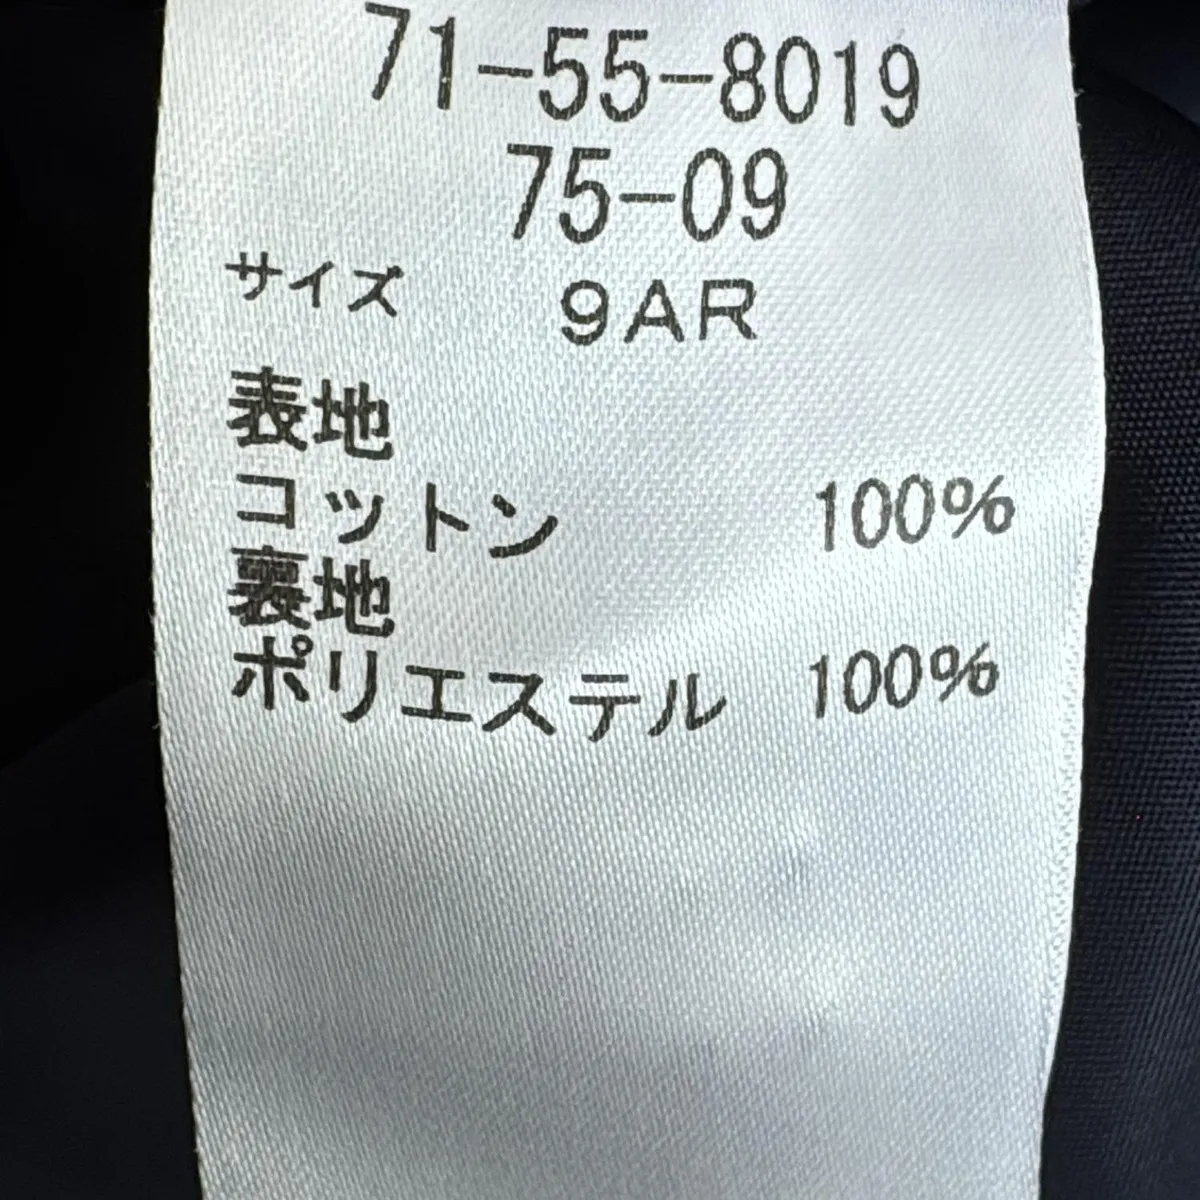 71-55-8019
75-09
サイズ 9AR
表地
コットン 100%
裏地
ポリエステル 100%